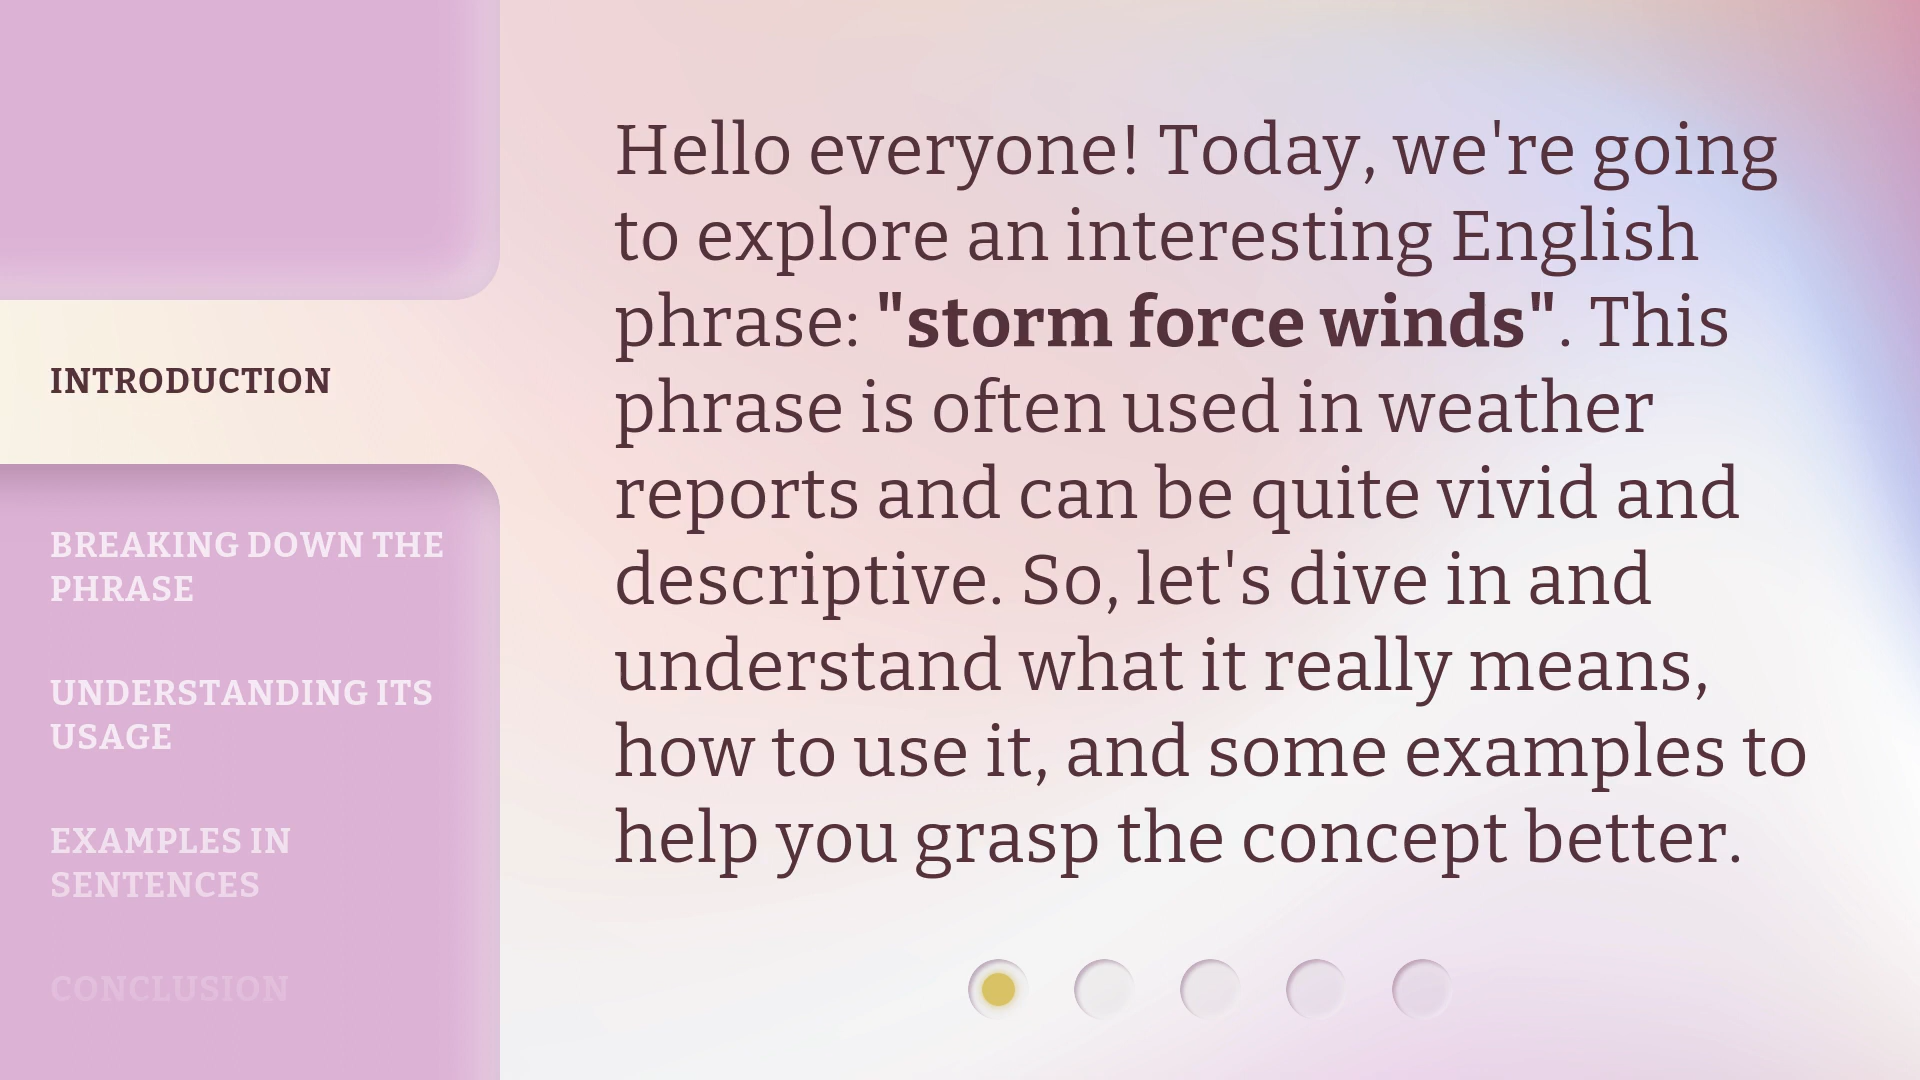 INTRODUCTION
BREAKING DOWN THE
PHRASE
UNDERSTANDING ITS
USAGE
EXAMPLES IN
SENTENCES
CONCLUSION
Hello everyone! Today, we're going
to explore an interesting English
phrase: "storm force winds". This
phrase is often used in weather
reports and can be quite vivid and
descriptive. So, let's dive in and
understand what it really means,
how to use it, and some examples to
help you grasp the concept better.